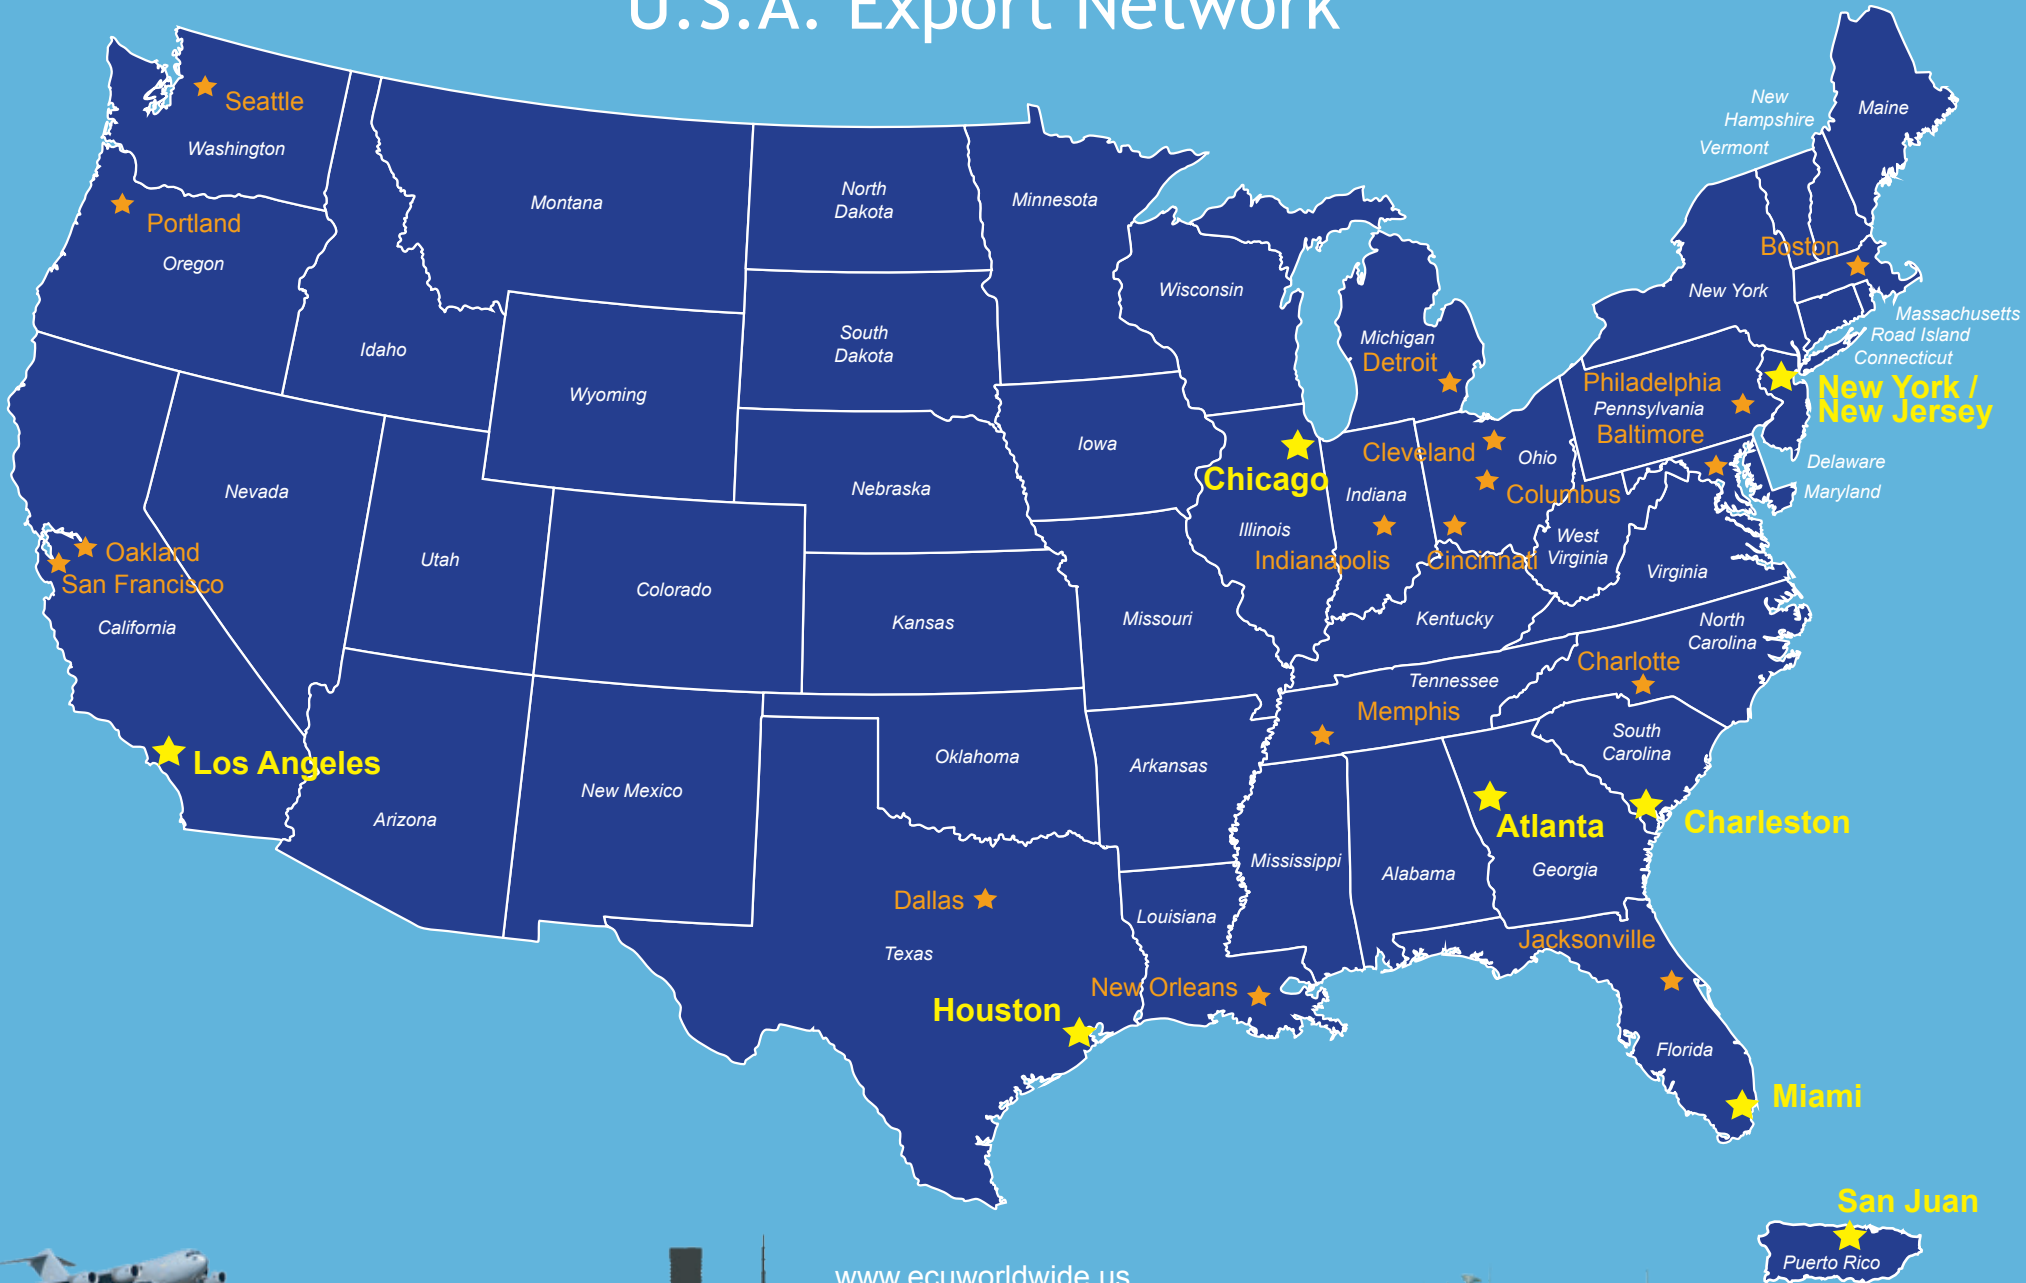 U.S.A. Export Network
New
Hampshire
Maine
Vermont
Seattle
Washington
Montana
North
Dakota
Minnesota
Portland
Oregon
Boston
Wisconsin
New York
Massachusetts
Road Island
Connecticut
Idaho
South
Dakota
Michigan
Detroit
Wyoming
Philadelphia
Pennsylvania
Baltimore
New York /
New Jersey
Iowa
Cleveland
Ohio
Delaware
Maryland
Chicago
Indiana
Columbus
Nevada
Nebraska
Illinois
Indianapolis
Cincinnati
West
Virginia
Virginia
Oakland
San Francisco
California
Utah
Colorado
Kansas
Missouri
Kentucky
North
Carolina
Charlotte
Tennessee
Memphis
South
Carolina
Los Angeles
Arizona
New Mexico
Oklahoma
Arkansas
Atlanta
Charleston
Mississippi
Alabama
Georgia
Dallas
Texas
Louisiana
Jacksonville
New Orleans
Houston
Florida
Miami
San Juan
Puerto Rico
www.ecuworldwide.us